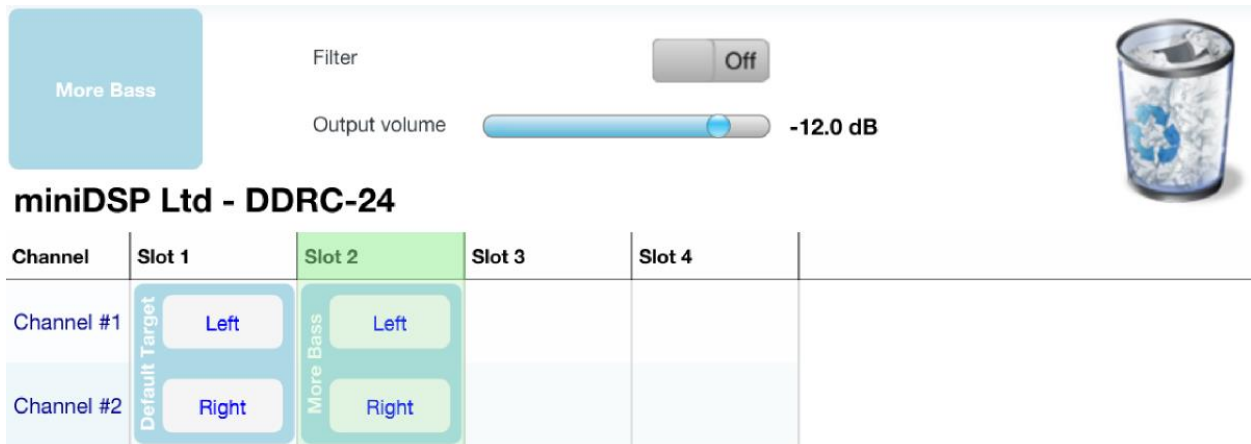 More Bass
Filter
Off
Output volume
-12.0 dB
miniDSP Ltd - DDRC-24
Channel Slot 1 Slot 2 Slot 3 Slot 4
Default Target
More Bass
Channel #1 Left Left
Channel #2 Right Right